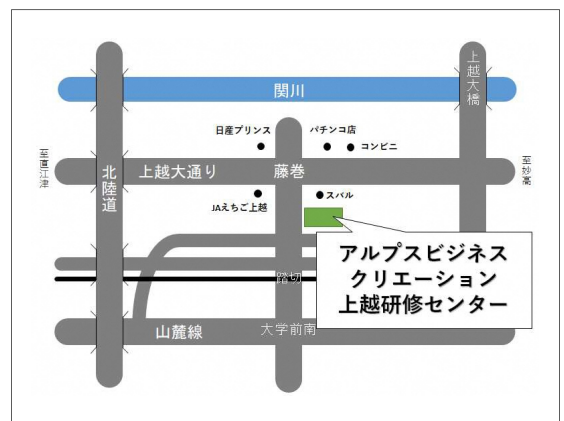 上越大橋
関川
日産プリンス
パチンコ店
コンビニ
至直江津
北陸道
上越大通り
藤巻
至妙高
JAえちご上越
スバル
アルプスビジネス
クリエーション
上越研修センター
踏切
山麓線
大学前南